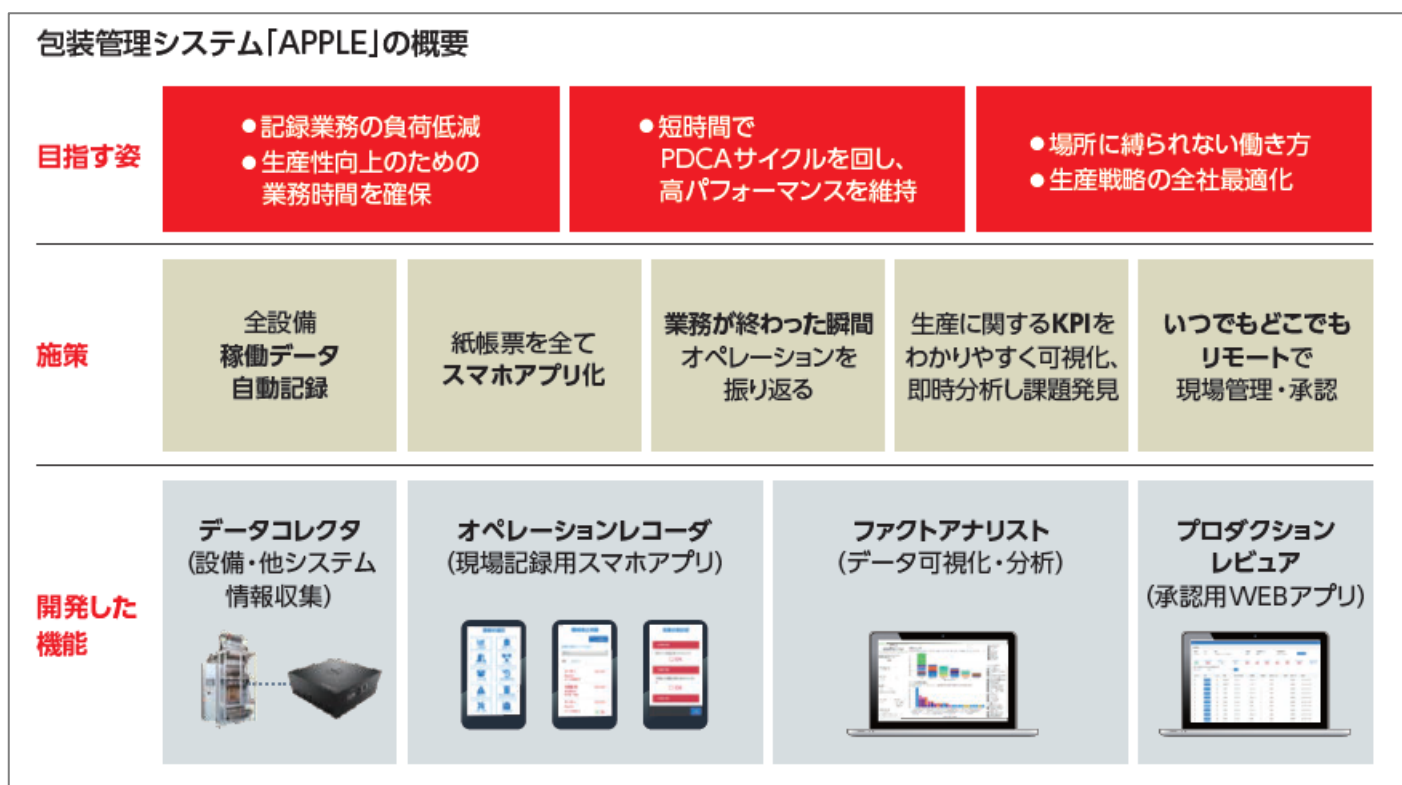 包装管理システム「APPLE」の概要
目指す姿
●記録業務の負荷低減
●生産性向上のための
業務時間を確保
●短時間で
PDCAサイクルを回し、
高パフォーマンスを維持
●場所に縛られない働き方
●生産戦略の全社最適化
施策
全設備
稼働データ
自動記録
紙帳票を全て
スマホアプリ化
業務が終わった瞬間
オペレーションを
振り返る
生産に関するKPIを
わかりやすく可視化、
即時分析し課題発見
いつでもどこでも
リモートで
現場管理・承認
開発した
機能
データコレクタ
(設備・他システム
情報収集)
オペレーションレコーダ
(現場記録用スマホアプリ)
ファクトアナリスト
(データ可視化・分析)
プロダクション
レビュア
(承認用WEBアプリ)